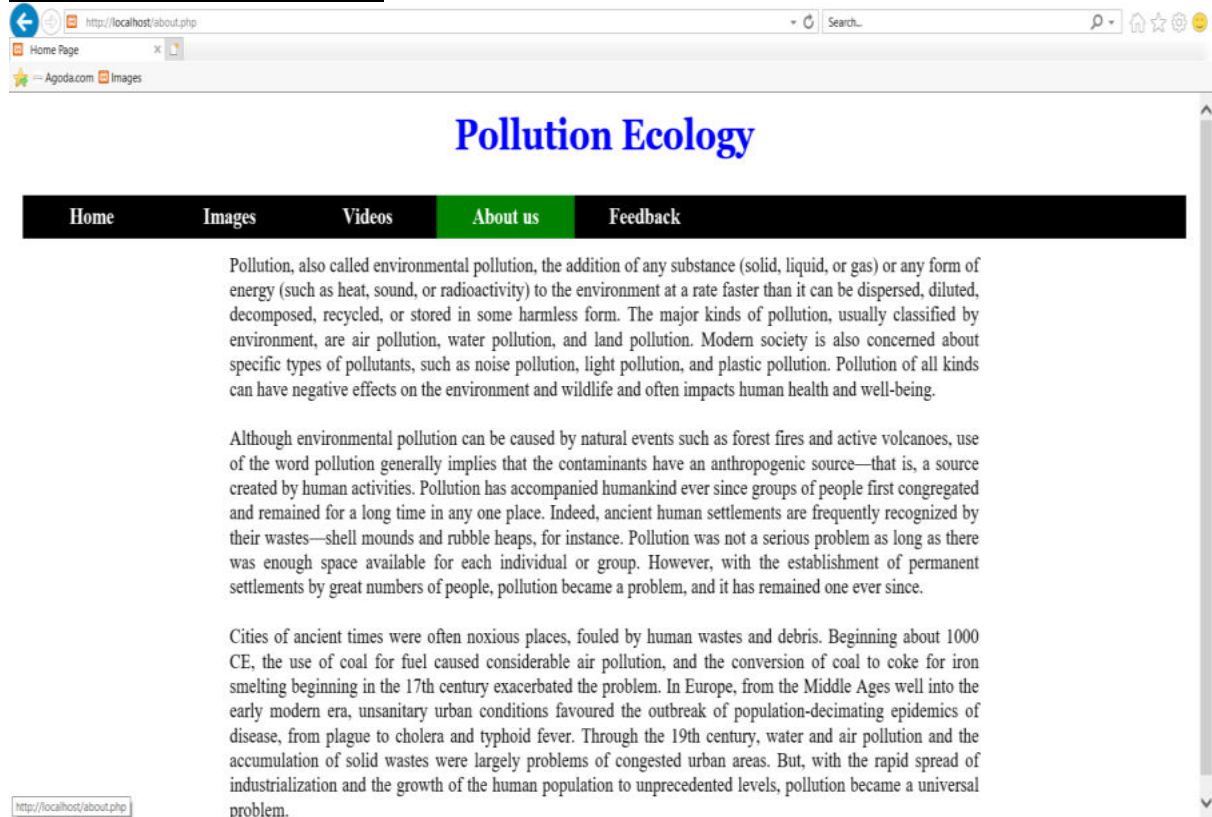 http://localhost/about.php
Search...
Home Page
Agoda.com Images
Pollution Ecology
Home Images Videos About us Feedback
Pollution, also called environmental pollution, the addition of any substance (solid, liquid, or gas) or any form of
energy (such as heat, sound, or radioactivity) to the environment at a rate faster than it can be dispersed, diluted,
decomposed, recycled, or stored in some harmless form. The major kinds of pollution, usually classified by
environment, are air pollution, water pollution, and land pollution. Modern society is also concerned about
specific types of pollutants, such as noise pollution, light pollution, and plastic pollution. Pollution of all kinds
can have negative effects on the environment and wildlife and often impacts human health and well-being.
Although environmental pollution can be caused by natural events such as forest fires and active volcanoes, use
of the word pollution generally implies that the contaminants have an anthropogenic source—that is, a source
created by human activities. Pollution has accompanied humankind ever since groups of people first congregated
and remained for a long time in any one place. Indeed, ancient human settlements are frequently recognized by
their wastes—shell mounds and rubble heaps, for instance. Pollution was not a serious problem as long as there
was enough space available for each individual or group. However, with the establishment of permanent
settlements by great numbers of people, pollution became a problem, and it has remained one ever since.
Cities of ancient times were often noxious places, fouled by human wastes and debris. Beginning about 1000
CE, the use of coal for fuel caused considerable air pollution, and the conversion of coal to coke for iron
smelting beginning in the 17th century exacerbated the problem. In Europe, from the Middle Ages well into the
early modern era, unsanitary urban conditions favoured the outbreak of population-decimating epidemics of
disease, from plague to cholera and typhoid fever. Through the 19th century, water and air pollution and the
accumulation of solid wastes were largely problems of congested urban areas. But, with the rapid spread of
industrialization and the growth of the human population to unprecedented levels, pollution became a universal
problem.
http://localhost/about.php